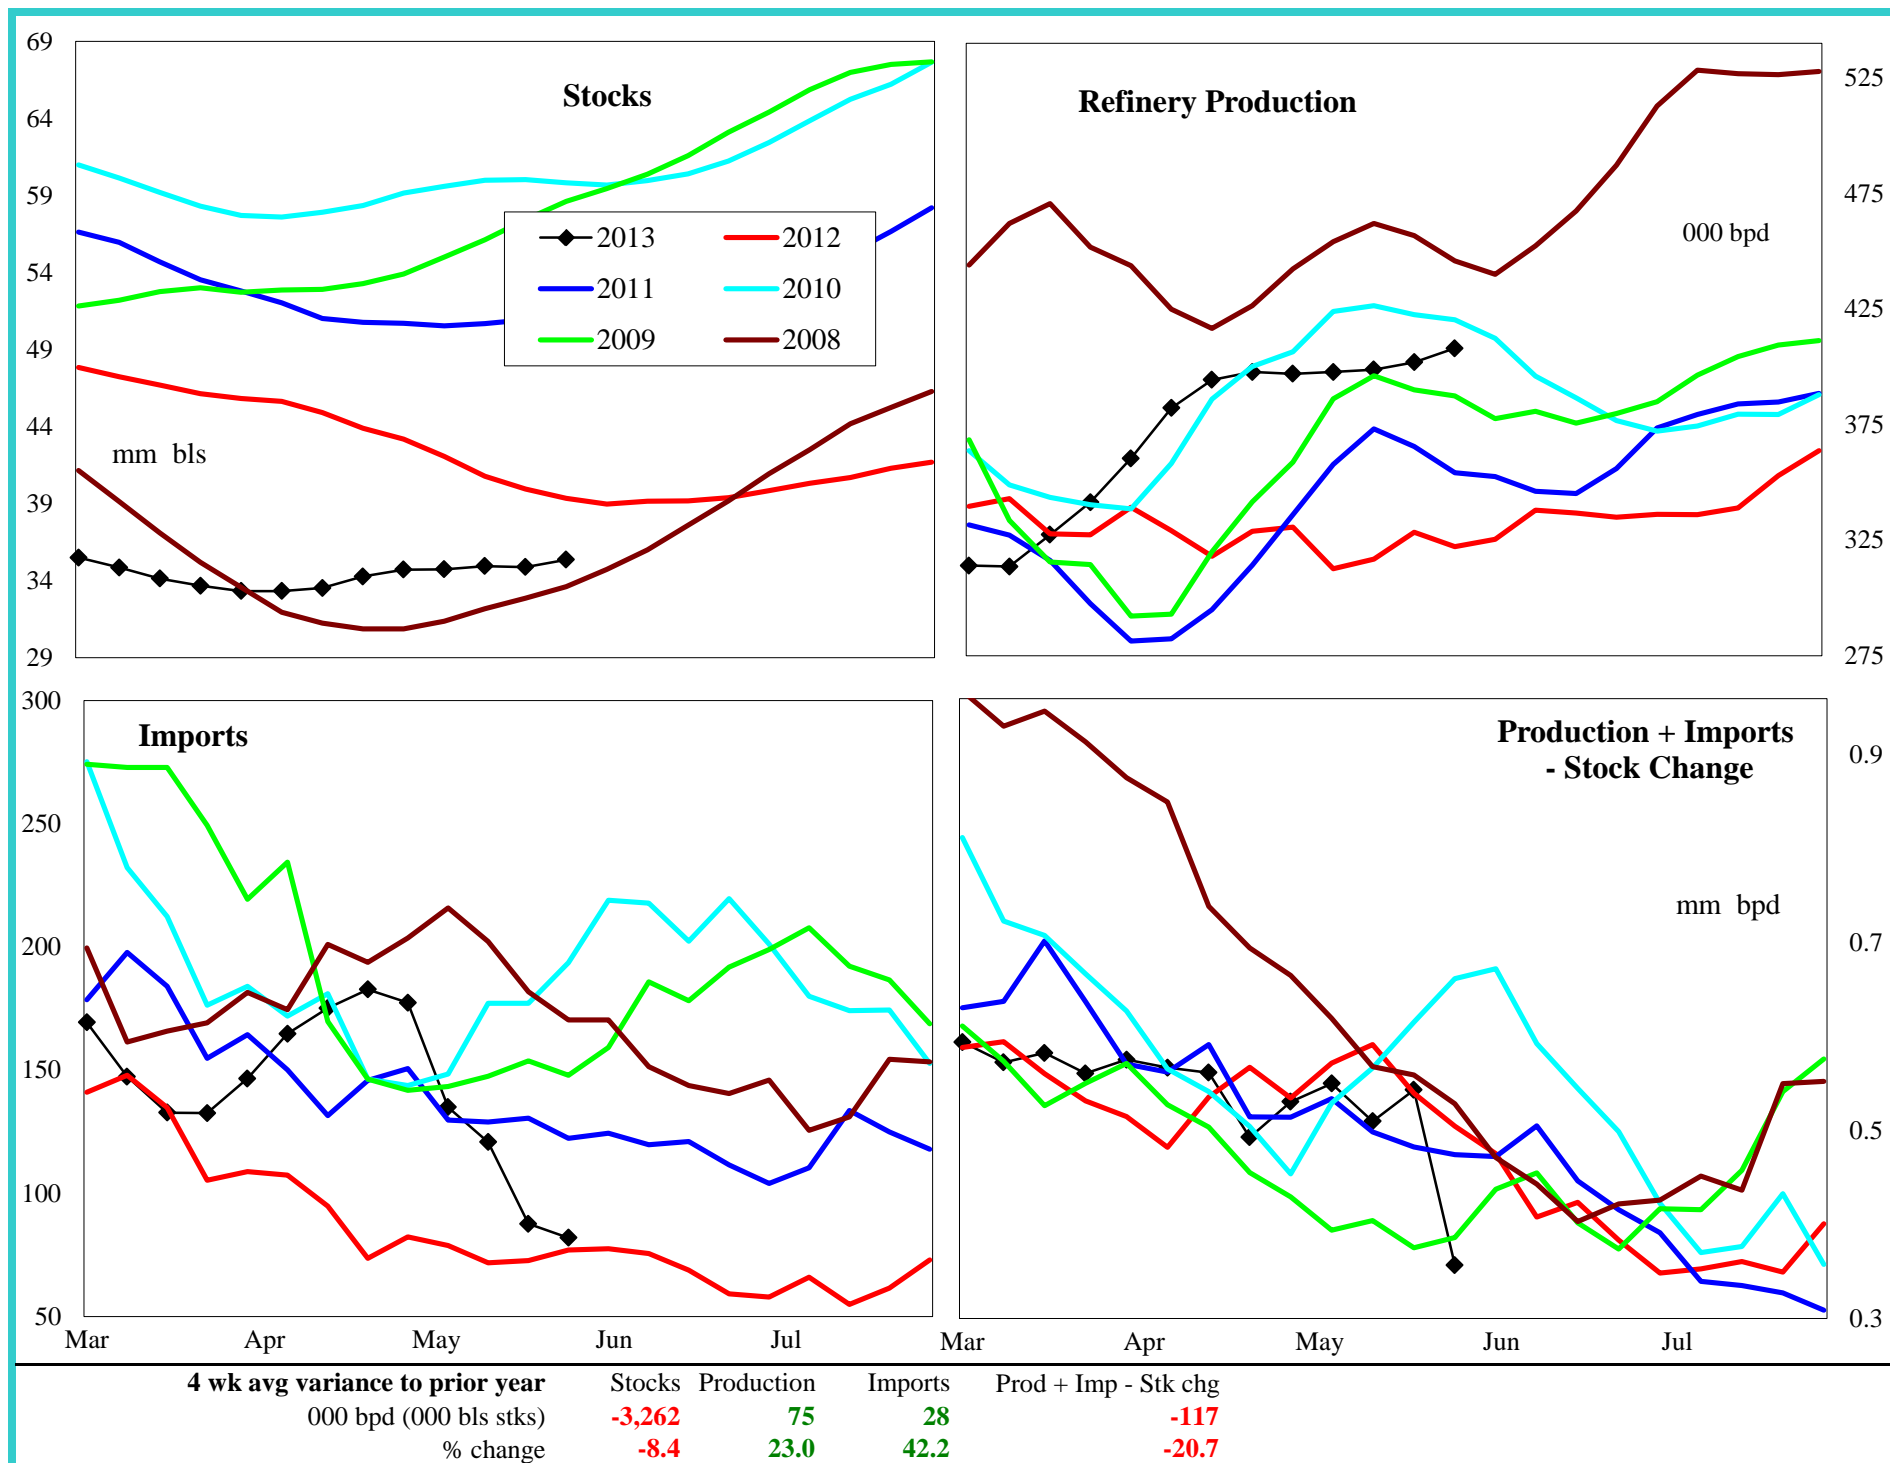 69
64
59
54
49
44
39
34
29
Stocks
mm bls
2013
2012
2011
2010
2009
2008
Refinery Production
000 bpd
525
475
425
375
325
275
300
250
200
150
100
50
Imports
Mar Apr May Jun Jul
Production + Imports
- Stock Change
mm bpd
0.9
0.7
0.5
0.3
Mar Apr May Jun Jul
4 wk avg variance to prior year Stocks Production Imports Prod + Imp - Stk chg
000 bpd (000 bls stks) -3,262 75 28 -117
% change -8.4 23.0 42.2 -20.7